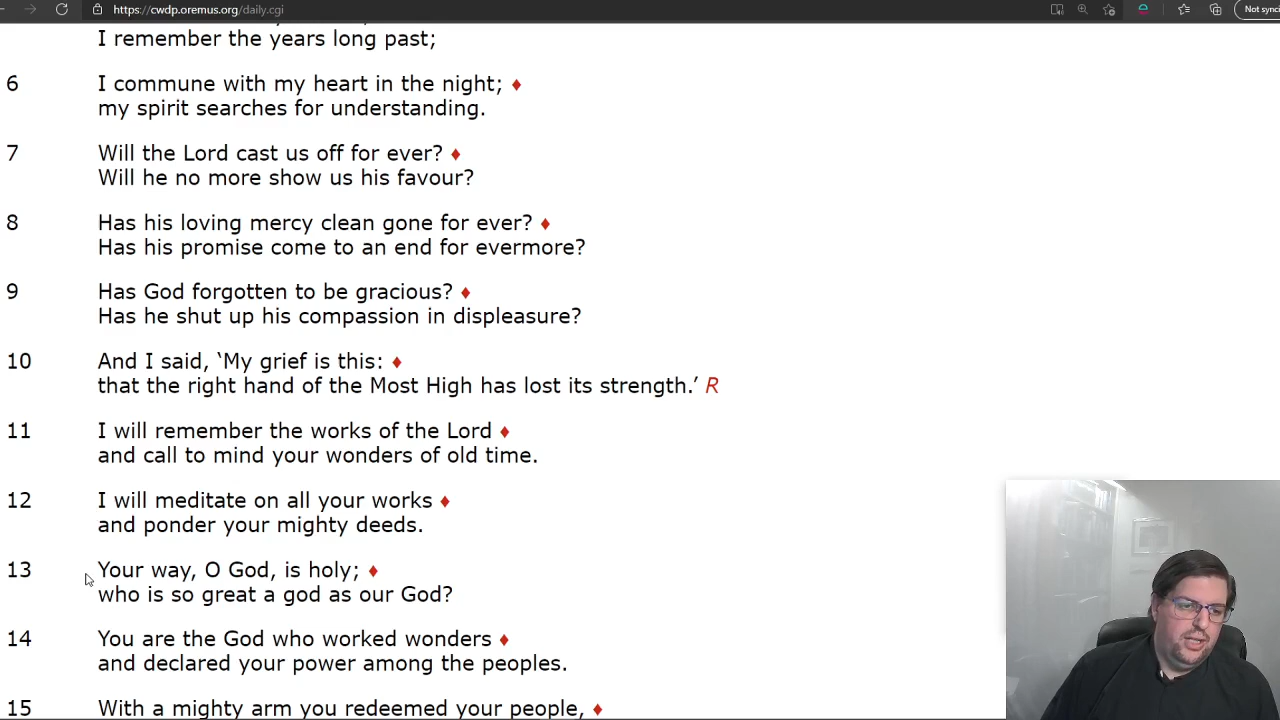 https://cwdp.oremus.org/daily.cgi
Not synci
I remember the years long past;
6 I commune with my heart in the night; ♦
my spirit searches for understanding.
7 Will the Lord cast us off for ever? ♦
Will he no more show us his favour?
8 Has his loving mercy clean gone for ever? ♦
Has his promise come to an end for evermore?
9 Has God forgotten to be gracious? ♦
Has he shut up his compassion in displeasure?
10 And I said, ‘My grief is this: ♦
that the right hand of the Most High has lost its strength.’ R
11 I will remember the works of the Lord ♦
and call to mind your wonders of old time.
12 I will meditate on all your works ♦
and ponder your mighty deeds.
13 Your way, O God, is holy; ♦
who is so great a god as our God?
14 You are the God who worked wonders ♦
and declared your power among the peoples.
15 With a mighty arm you redeemed your people, ♦